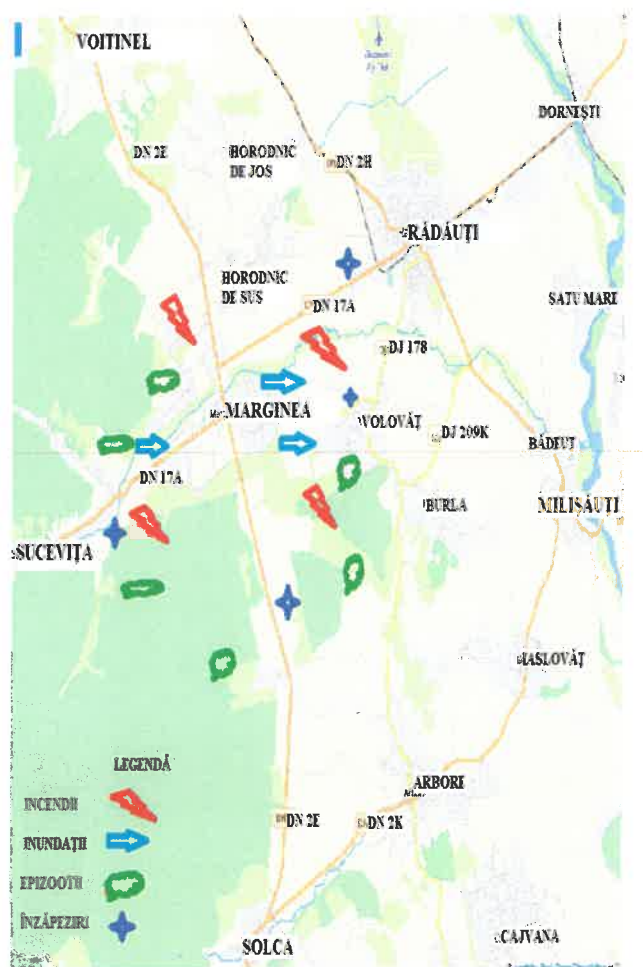 VOITINEL
DORNEȘTI
DN 2E
HORODNIC
DE JOS
DN 2H
RĂDĂUȚI
HORODNIC
DE SUS
DN 17A
SATU MARE
DJ 178
MARGINEA
VOLOVĂȚ
DJ 209K
BĂDEUȚ
DN 17A
BURLA
MILIȘĂUȚI
SUCEVIȚA
IASLOVĂȚ
LEGENDĂ
ARBORE
INCENDII
DN 2E
DN 2K
INUNDAȚII
EPIZOOTII
ÎNZĂPEZIRI
SOLCA
CAJVANA